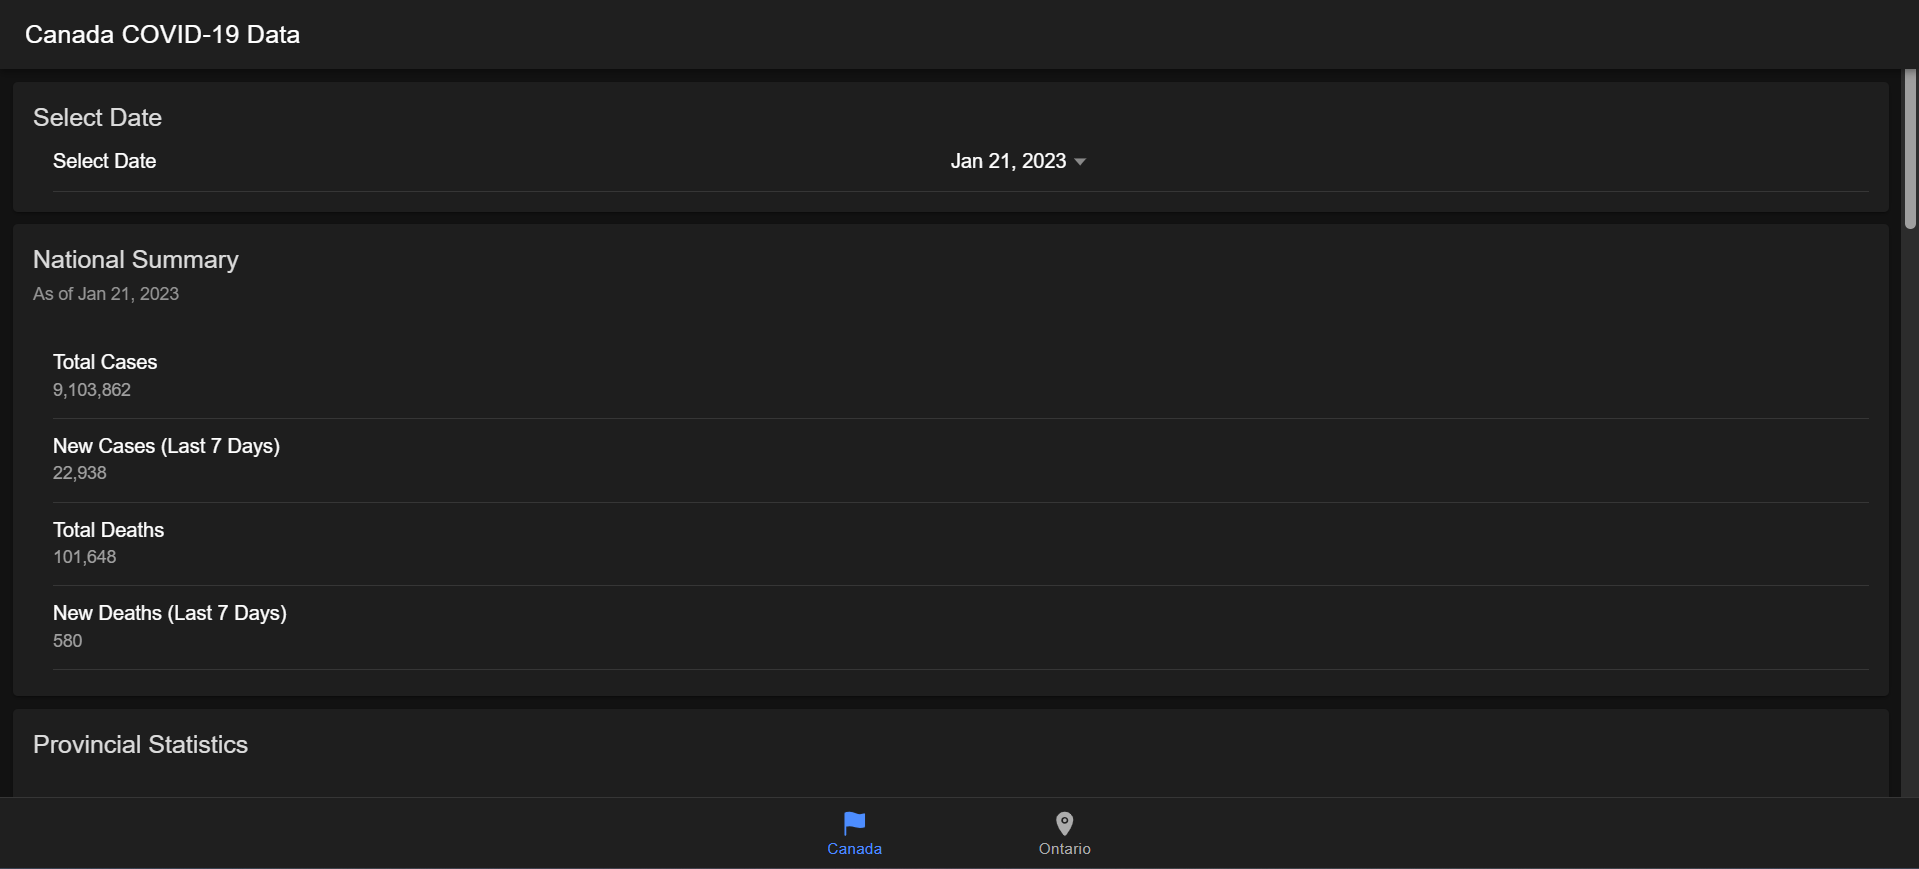 Canada COVID-19 Data
Select Date
Select Date Jan 21, 2023
National Summary
As of Jan 21, 2023
Total Cases
9,103,862
New Cases (Last 7 Days)
22,938
Total Deaths
101,648
New Deaths (Last 7 Days)
580
Provincial Statistics
Canada Ontario